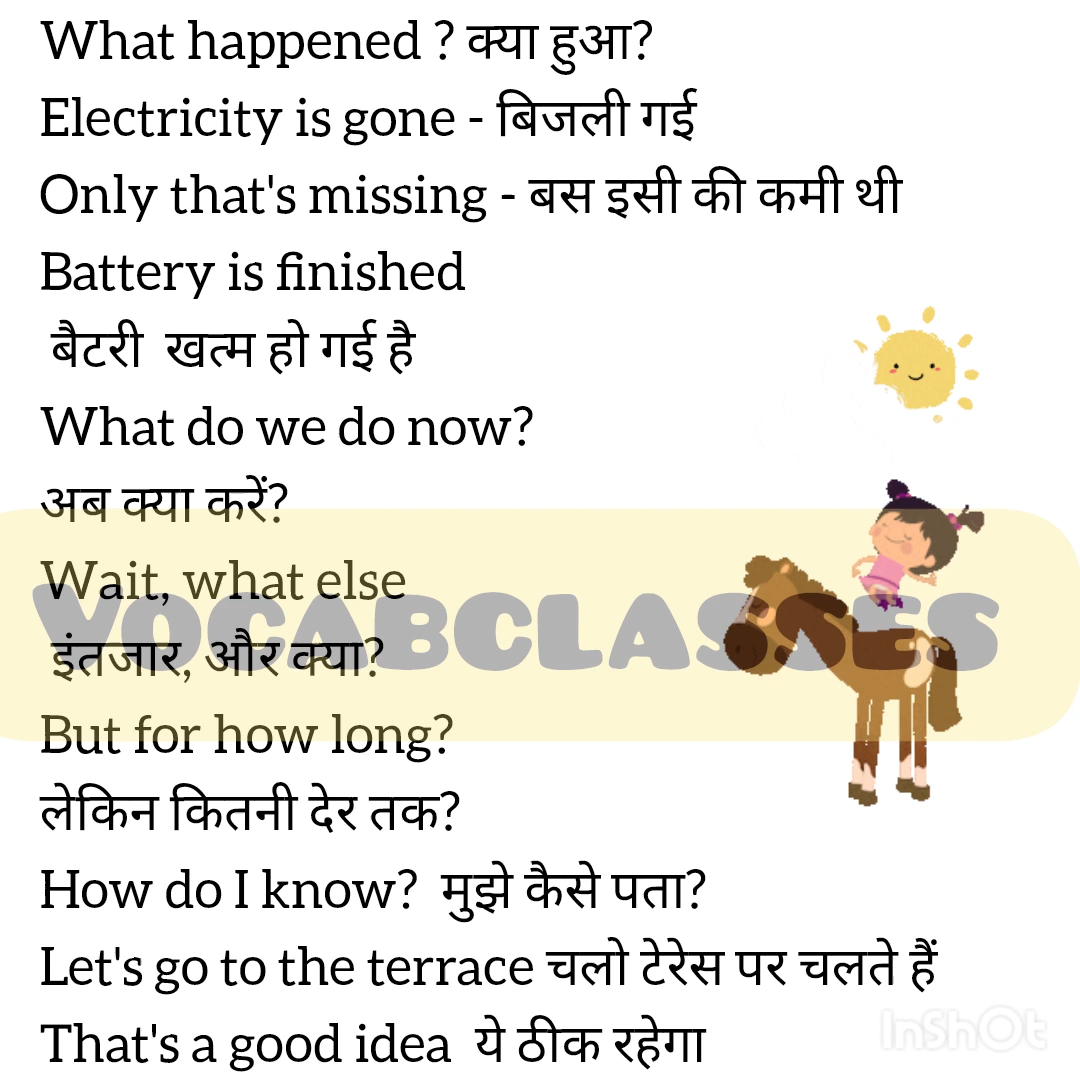 What happened ? क्या हुआ?
Electricity is gone - बिजली गई
Only that's missing - बस इसी की कमी थी
Battery is finished
बैटरी खत्म हो गई है
What do we do now?
अब क्या करें?
Wait, what else
VOCABCLASSES
इंतजार, और क्या?
But for how long?
लेकिन कितनी देर तक?
How do I know? मुझे कैसे पता?
Let's go to the terrace चलो टेरेस पर चलते हैं
That's a good idea ये ठीक रहेगा
InShOt